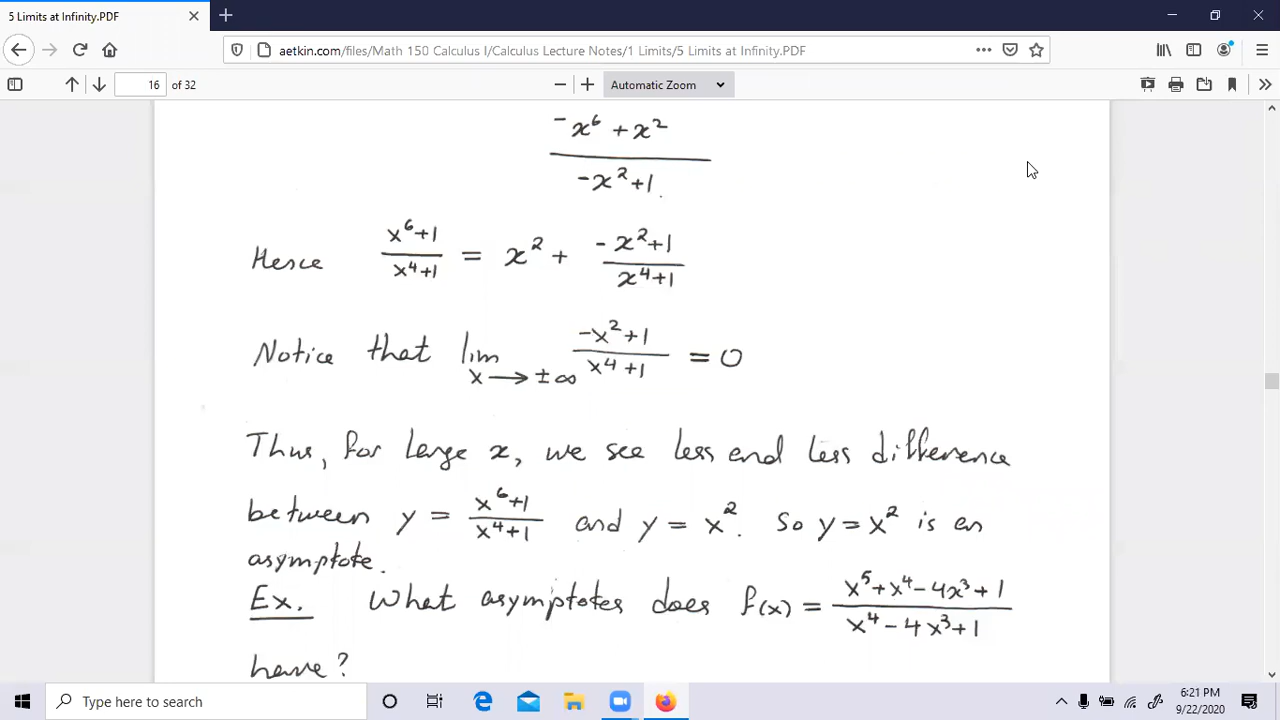 5 Limits at Infinity.PDF
aetkin.com/files/Math 150 Calculus I/Calculus Lecture Notes/1 Limits/5 Limits at Infinity.PDF
16 of 32
Automatic Zoom
-x⁶ + x²
-x²+1
Hence (x⁶+1)/(x⁴+1) = x² + (-x²+1)/(x⁴+1)
Notice that lim x→±∞ (-x²+1)/(x⁴+1) = 0
Thus, for large x, we see less end less difference
between y = (x⁶+1)/(x⁴+1) and y = x². So y = x² is an
asymptote.
Ex. What asymptotes does f(x) = (x⁵+x⁴-4x³+1)/(x⁴-4x³+1)
have?
Type here to search
6:21 PM
9/22/2020